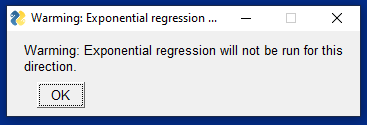 Warming: Exponential regression ...
Warming: Exponential regression will not be run for this
direction.
OK